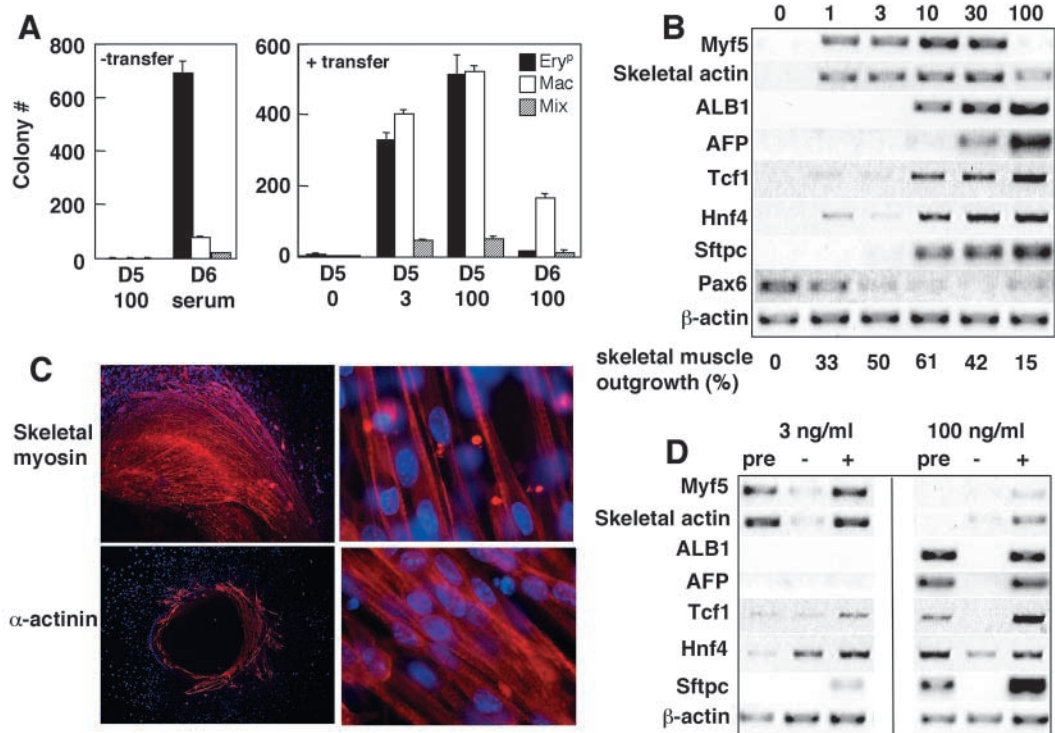 A
Colony #
800
600
400
200
0
-transfer
D5 D6
100 serum
600
400
200
0
+ transfer
Eryᴾ
Mac
Mix
D5 D5 D5 D6
0 3 100 100
B
0 1 3 10 30 100
Myf5
Skeletal actin
ALB1
AFP
Tcf1
Hnf4
Sftpc
Pax6
β-actin
skeletal muscle
outgrowth (%) 0 33 50 61 42 15
C
Skeletal
myosin
α-actinin
D
3 ng/ml 100 ng/ml
pre - + pre - +
Myf5
Skeletal actin
ALB1
AFP
Tcf1
Hnf4
Sftpc
β-actin